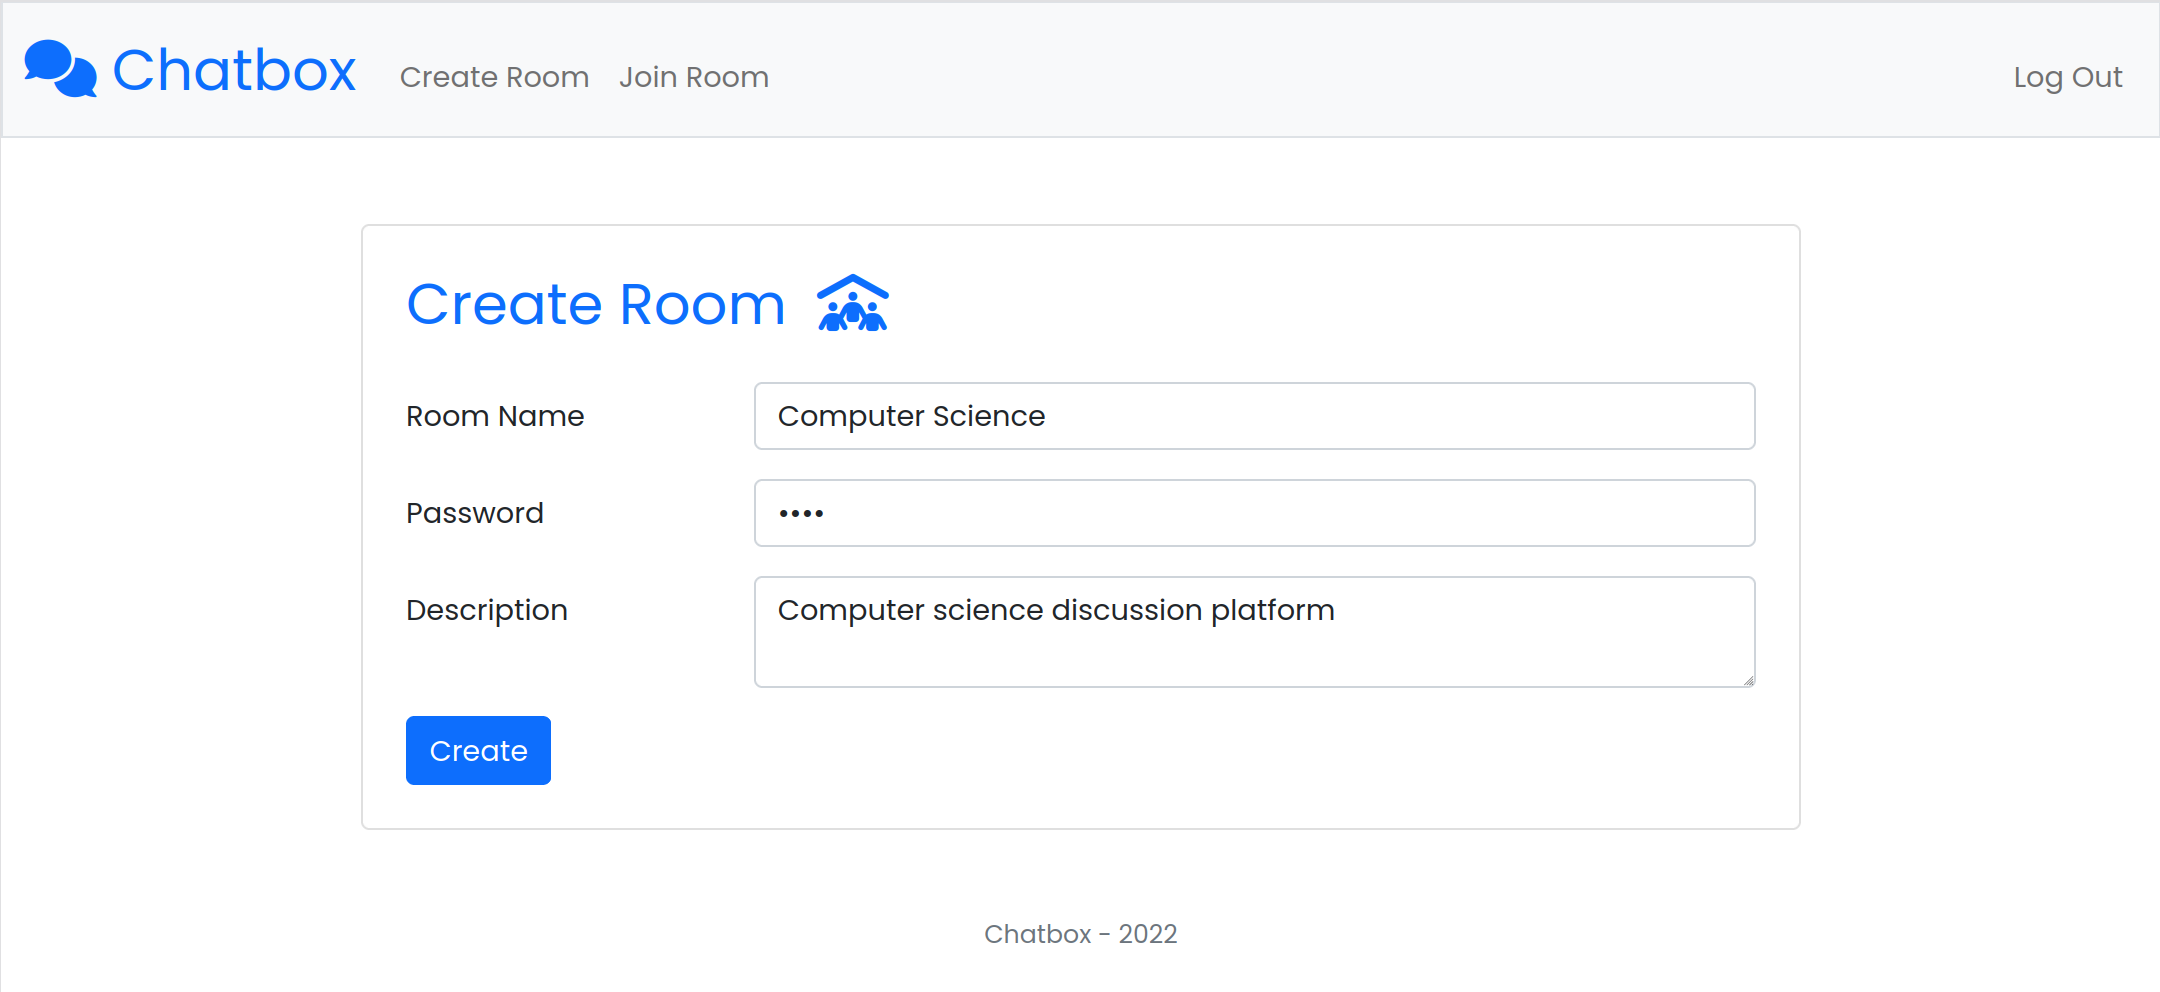 Chatbox Create Room Join Room Log Out
Create Room
Room Name Computer Science
Password ••••
Description Computer science discussion platform
Create
Chatbox - 2022